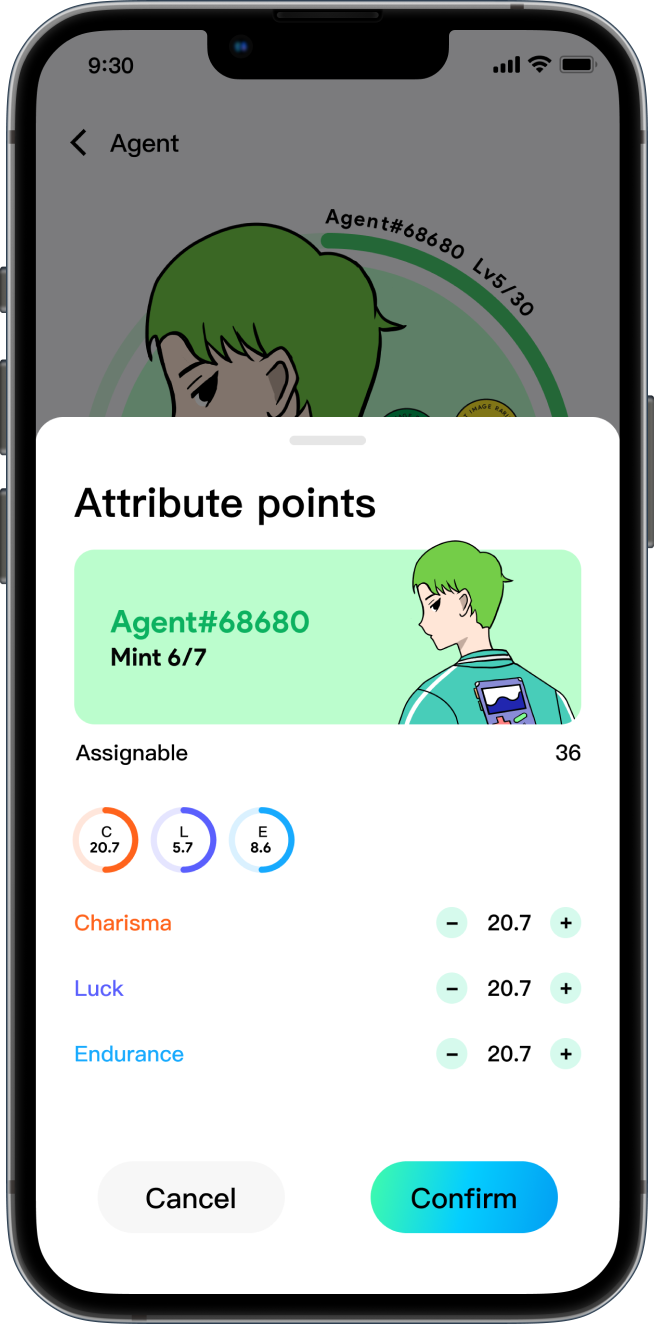 9:30
Agent
Agent#68680 Lv5/30
IMAGE
Attribute points
Agent#68680
Mint 6/7
Assignable 36
C L E
20.7 5.7 8.6
Charisma - 20.7 +
Luck - 20.7 +
Endurance - 20.7 +
Cancel Confirm